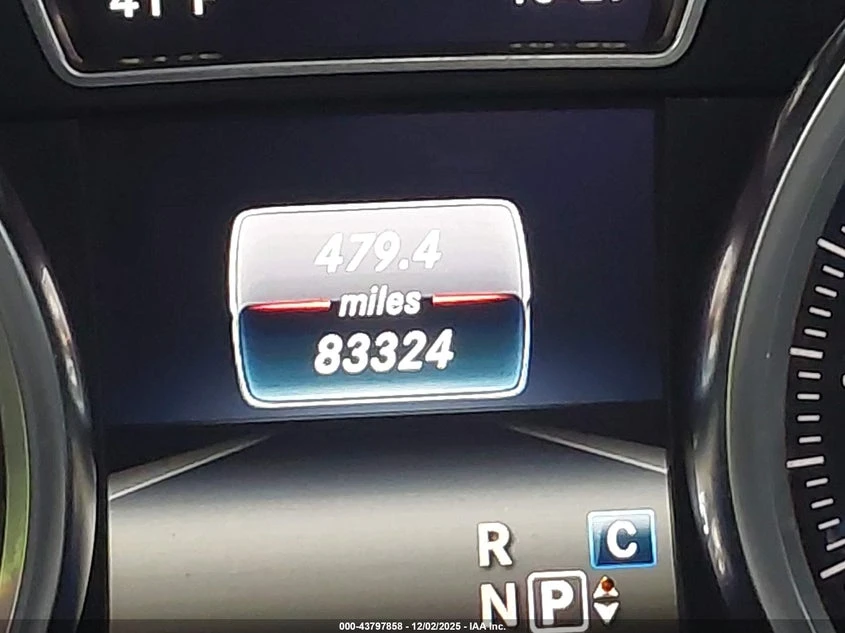 479.4
miles
83324
R C
N P
000-43797858 - 12/02/2025 - IAA Inc.